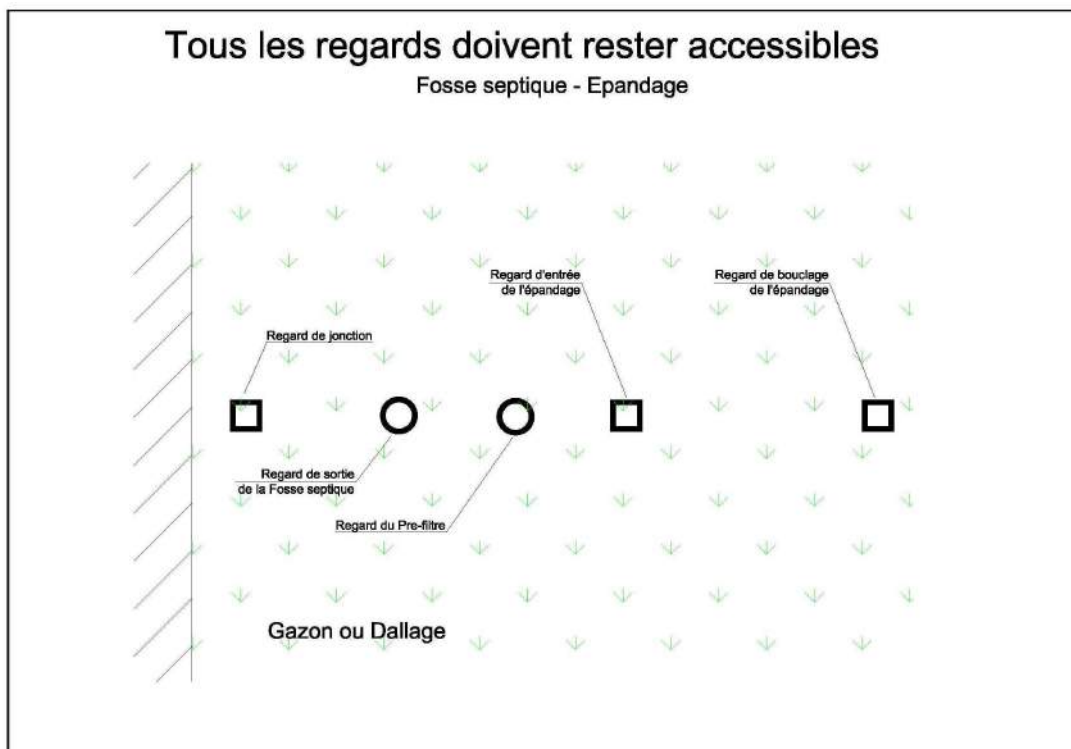 Tous les regards doivent rester accessibles
Fosse septique - Epandage
Regard d'entrée
de l'épandage
Regard de bouclage
de l'épandage
Regard de jonction
Regard de sortie
de la Fosse septique
Regard du Pre-filtre
Gazon ou Dallage